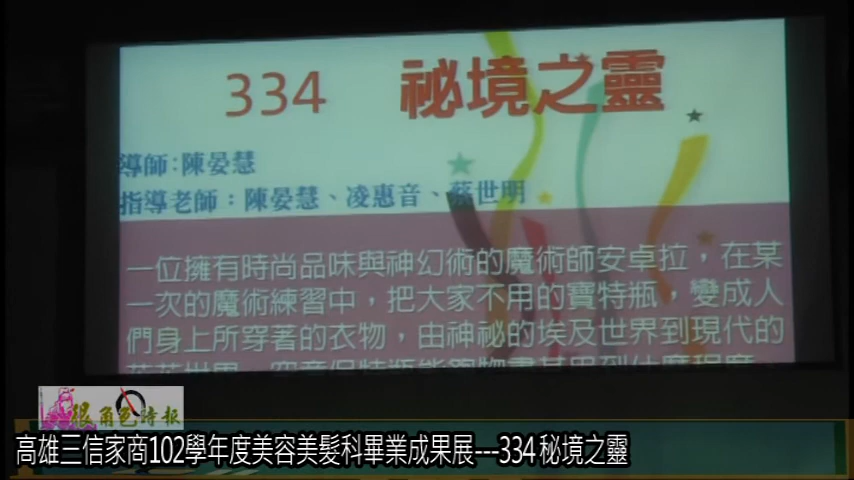 334 祕境之靈
導師:陳晏慧
指導老師：陳晏慧、凌惠音、蔡世明
一位擁有時尚品味與神幻術的魔術師安卓拉，在某
一次的魔術練習中，把大家不用的寶特瓶，變成人
們身上所穿著的衣物，由神祕的埃及世界到現代的
狠角色時報
高雄三信家商102學年度美容美髮科畢業成果展---334 秘境之靈